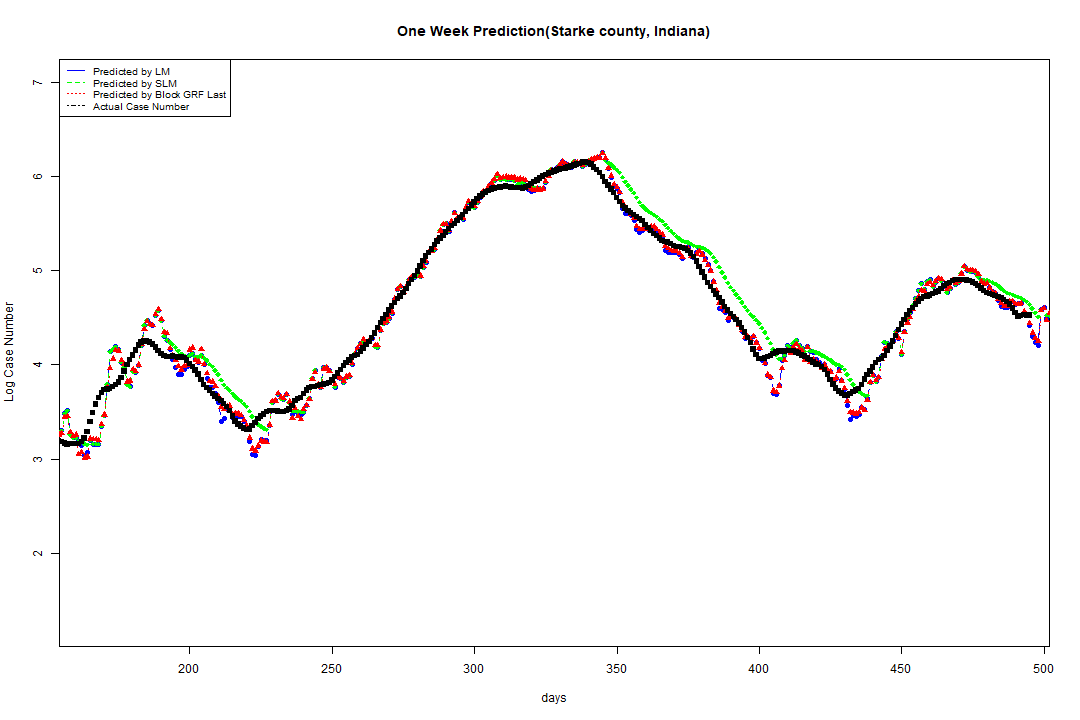 One Week Prediction(Starke county, Indiana)
Predicted by LM
Predicted by SLM
Predicted by Block GRF Last
Actual Case Number
Log Case Number
7
6
5
4
3
2
200 250 300 350 400 450 500
days